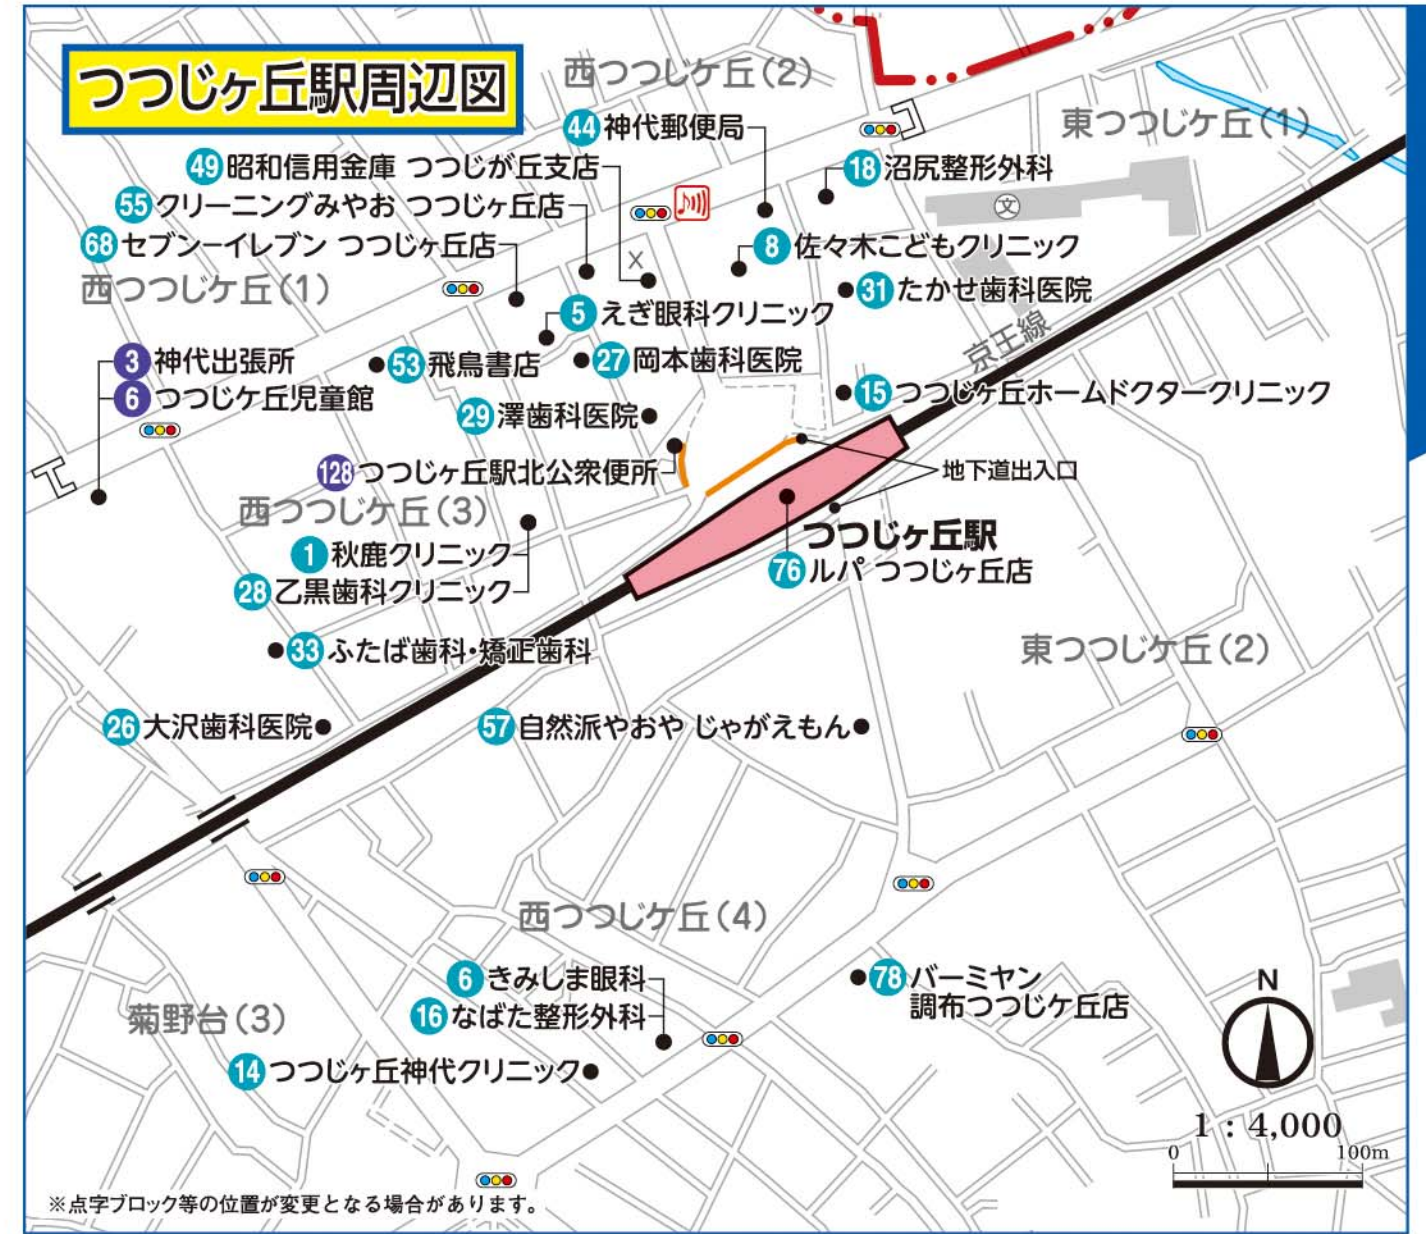 つつじヶ丘駅周辺図
西つつじケ丘(2)
東つつじケ丘(1)
44 神代郵便局
49 昭和信用金庫 つつじが丘支店
18 沼尻整形外科
55 クリーニングみやお つつじヶ丘店
文
68 セブン-イレブン つつじヶ丘店
8 佐々木こどもクリニック
X
西つつじケ丘(1)
31 たかせ歯科医院
5 えぎ眼科クリニック
京王線
3 神代出張所
53 飛鳥書店
27 岡本歯科医院
6 つつじケ丘児童館
15 つつじヶ丘ホームドクタークリニック
29 澤歯科医院
128 つつじヶ丘駅北公衆便所
地下道出入口
西つつじケ丘(3)
つつじヶ丘駅
1 秋鹿クリニック
76 ルパ つつじヶ丘店
28 乙黒歯科クリニック
33 ふたば歯科・矯正歯科
東つつじケ丘(2)
26 大沢歯科医院
57 自然派やおや じゃがえもん
西つつじケ丘(4)
6 きみしま眼科
78 バーミヤン
調布つつじケ丘店
16 なばた整形外科
菊野台(3)
14 つつじヶ丘神代クリニック
N
1:4,000
0 100m
※点字ブロック等の位置が変更となる場合があります。